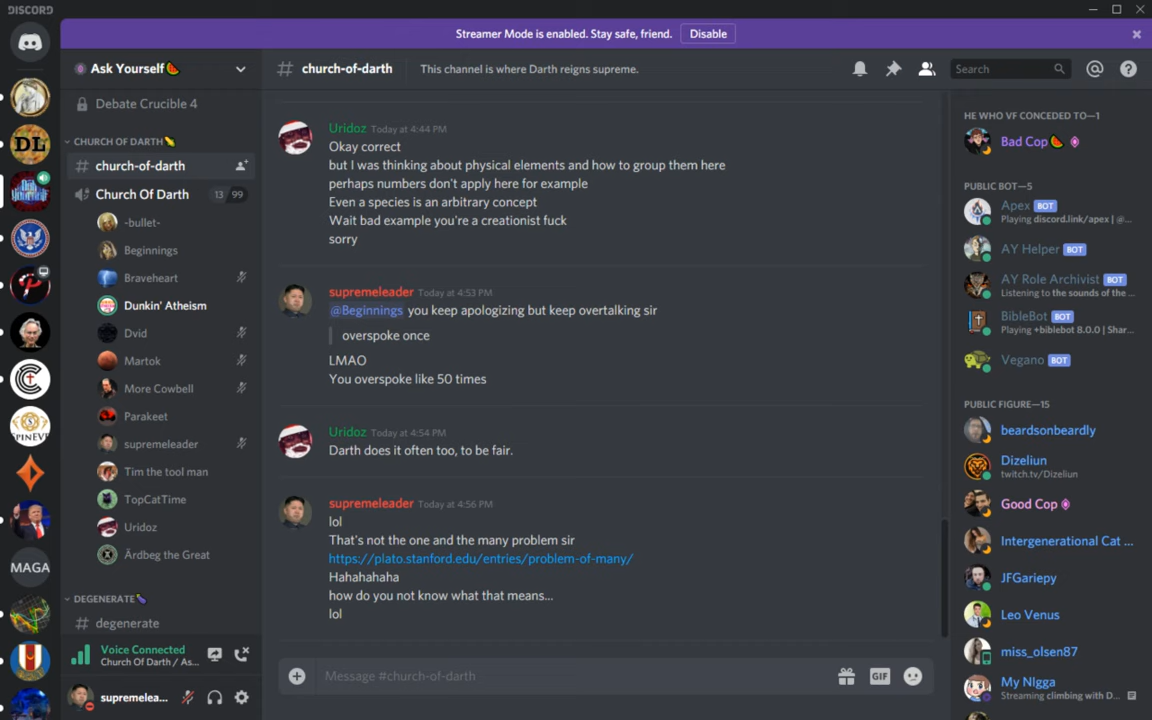 DISCORD
Streamer Mode is enabled. Stay safe, friend. Disable
Ask Yourself🍉
# church-of-darth
This channel is where Darth reigns supreme.
Search
Debate Crucible 4
CHURCH OF DARTH🌽
# church-of-darth
Church Of Darth 13 99
-bullet-
Beginnings
Braveheart
Dunkin' Atheism
Dvid
Martok
More Cowbell
Parakeet
supremeleader
Tim the tool man
TopCatTime
Uridoz
Ärdbeg the Great
DEGENERATE🍆
# degenerate
Voice Connected
Church Of Darth / As...
supremelea...
DL
SPINEVE
MAGA
Uridoz Today at 4:44 PM
Okay correct
but I was thinking about physical elements and how to group them here
perhaps numbers don't apply here for example
Even a species is an arbitrary concept
Wait bad example you're a creationist fuck
sorry
supremeleader Today at 4:53 PM
@Beginnings you keep apologizing but keep overtalking sir
overspoke once
LMAO
You overspoke like 50 times
Uridoz Today at 4:54 PM
Darth does it often too, to be fair.
supremeleader Today at 4:56 PM
lol
That's not the one and the many problem sir
https://plato.stanford.edu/entries/problem-of-many/
Hahahahaha
how do you not know what that means...
lol
Message #church-of-darth
GIF
HE WHO VF CONCEDED TO—1
Bad Cop🍉
PUBLIC BOT—5
Apex BOT
Playing discord.link/apex | @...
AY Helper BOT
AY Role Archivist BOT
Listening to the sounds of the ...
BibleBot BOT
Playing +biblebot 8.0.0 | Shar...
Vegano BOT
PUBLIC FIGURE—15
beardsonbeardly
Dizeliun
twitch.tv/Dizeliun
Good Cop
Intergenerational Cat ...
JFGariepy
Leo Venus
miss_olsen87
My NIgga
Streaming climbing with D...